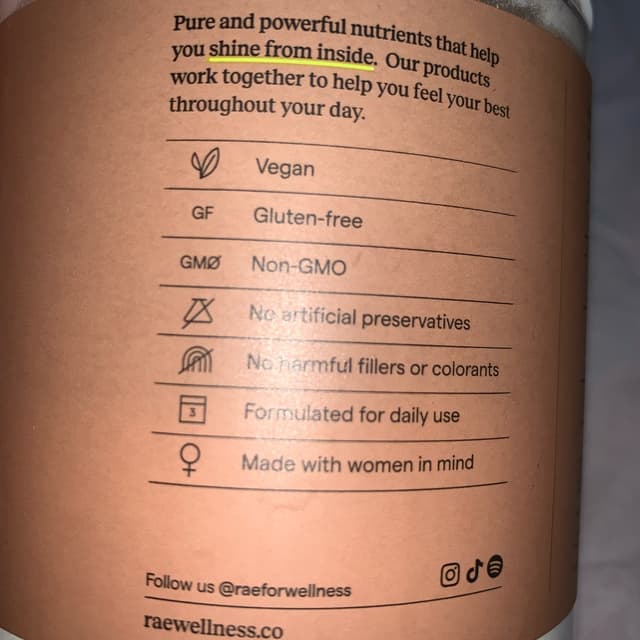 Pure and powerful nutrients that help
you shine from inside. Our products
work together to help you feel your best
throughout your day.
Vegan
GF Gluten-free
GMØ Non-GMO
No artificial preservatives
No harmful fillers or colorants
3 Formulated for daily use
Made with women in mind
Follow us @raeforwellness
raewellness.co